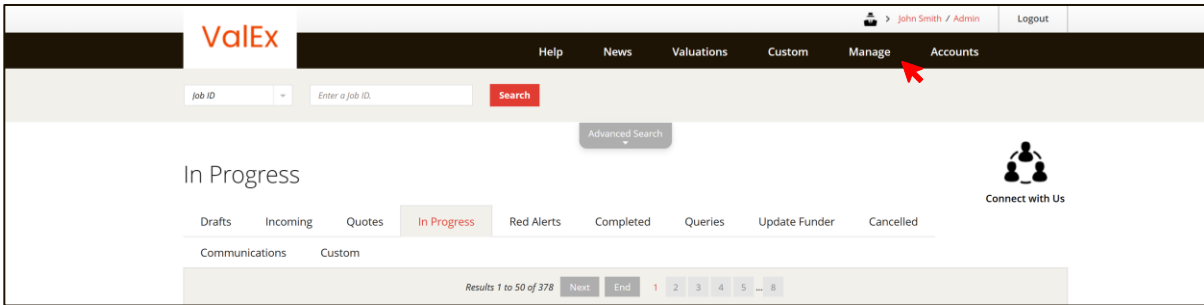 > John Smith / Admin Logout
ValEx
Help News Valuations Custom Manage Accounts
Job ID Enter a Job ID. Search
Advanced Search
In Progress
Connect with Us
Drafts Incoming Quotes In Progress Red Alerts Completed Queries Update Funder Cancelled
Communications Custom
Results 1 to 50 of 378 Next End 1 2 3 4 5 ... 8